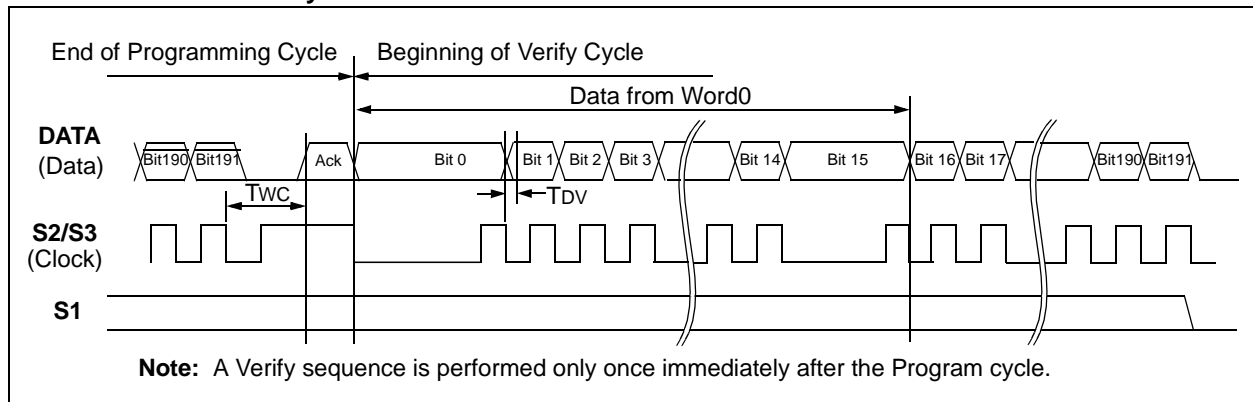 End of Programming Cycle
Beginning of Verify Cycle
Data from Word0
DATA
(Data)
Bit190
Bit191
Ack
Bit 0
Bit 1
Bit 2
Bit 3
Bit 14
Bit 15
Bit 16
Bit 17
Bit190
Bit191
TWC
TDV
S2/S3
(Clock)
S1
Note: A Verify sequence is performed only once immediately after the Program cycle.